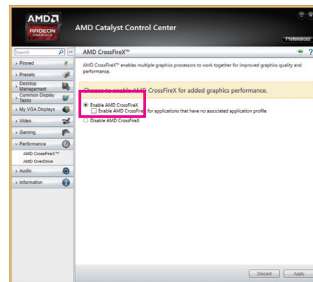 AMD
RADEON
GRAPHICS
AMD Catalyst Control Center
Preferences
Search
AMD CrossFireX™
Pinned
Presets
Desktop
Management
Common Display
Tasks
My VGA Displays
Video
Gaming
Performance
AMD CrossFireX™
AMD OverDrive
Audio
Information
AMD CrossFireX™ enables multiple graphics processors to work together for improved graphics quality and
performance.
Choose to enable AMD CrossFireX for added graphics performance.
Enable AMD CrossFireX
Enable AMD CrossFireX for applications that have no associated application profile
Disable AMD CrossFireX
Discard
Apply